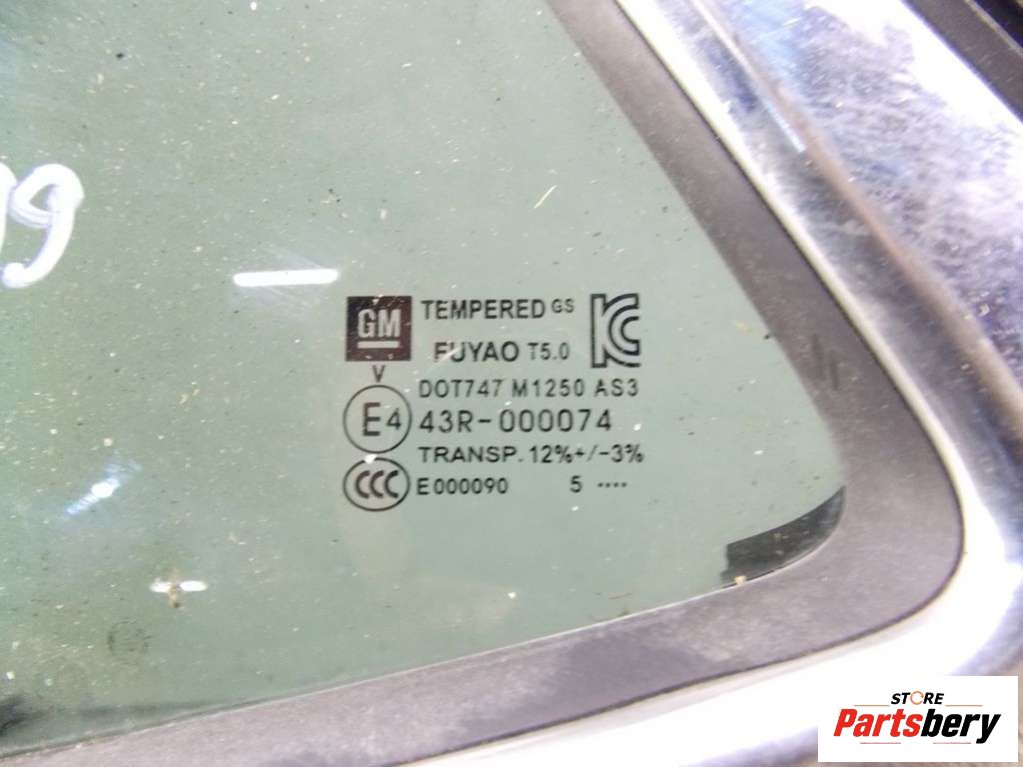 GM TEMPERED GS KC
FUYAO T5.0
V
DOT747 M1250 AS3
E4 43R-000074
TRANSP. 12%+/-3%
CCC E000090 5 ····
STORE
Partsbery